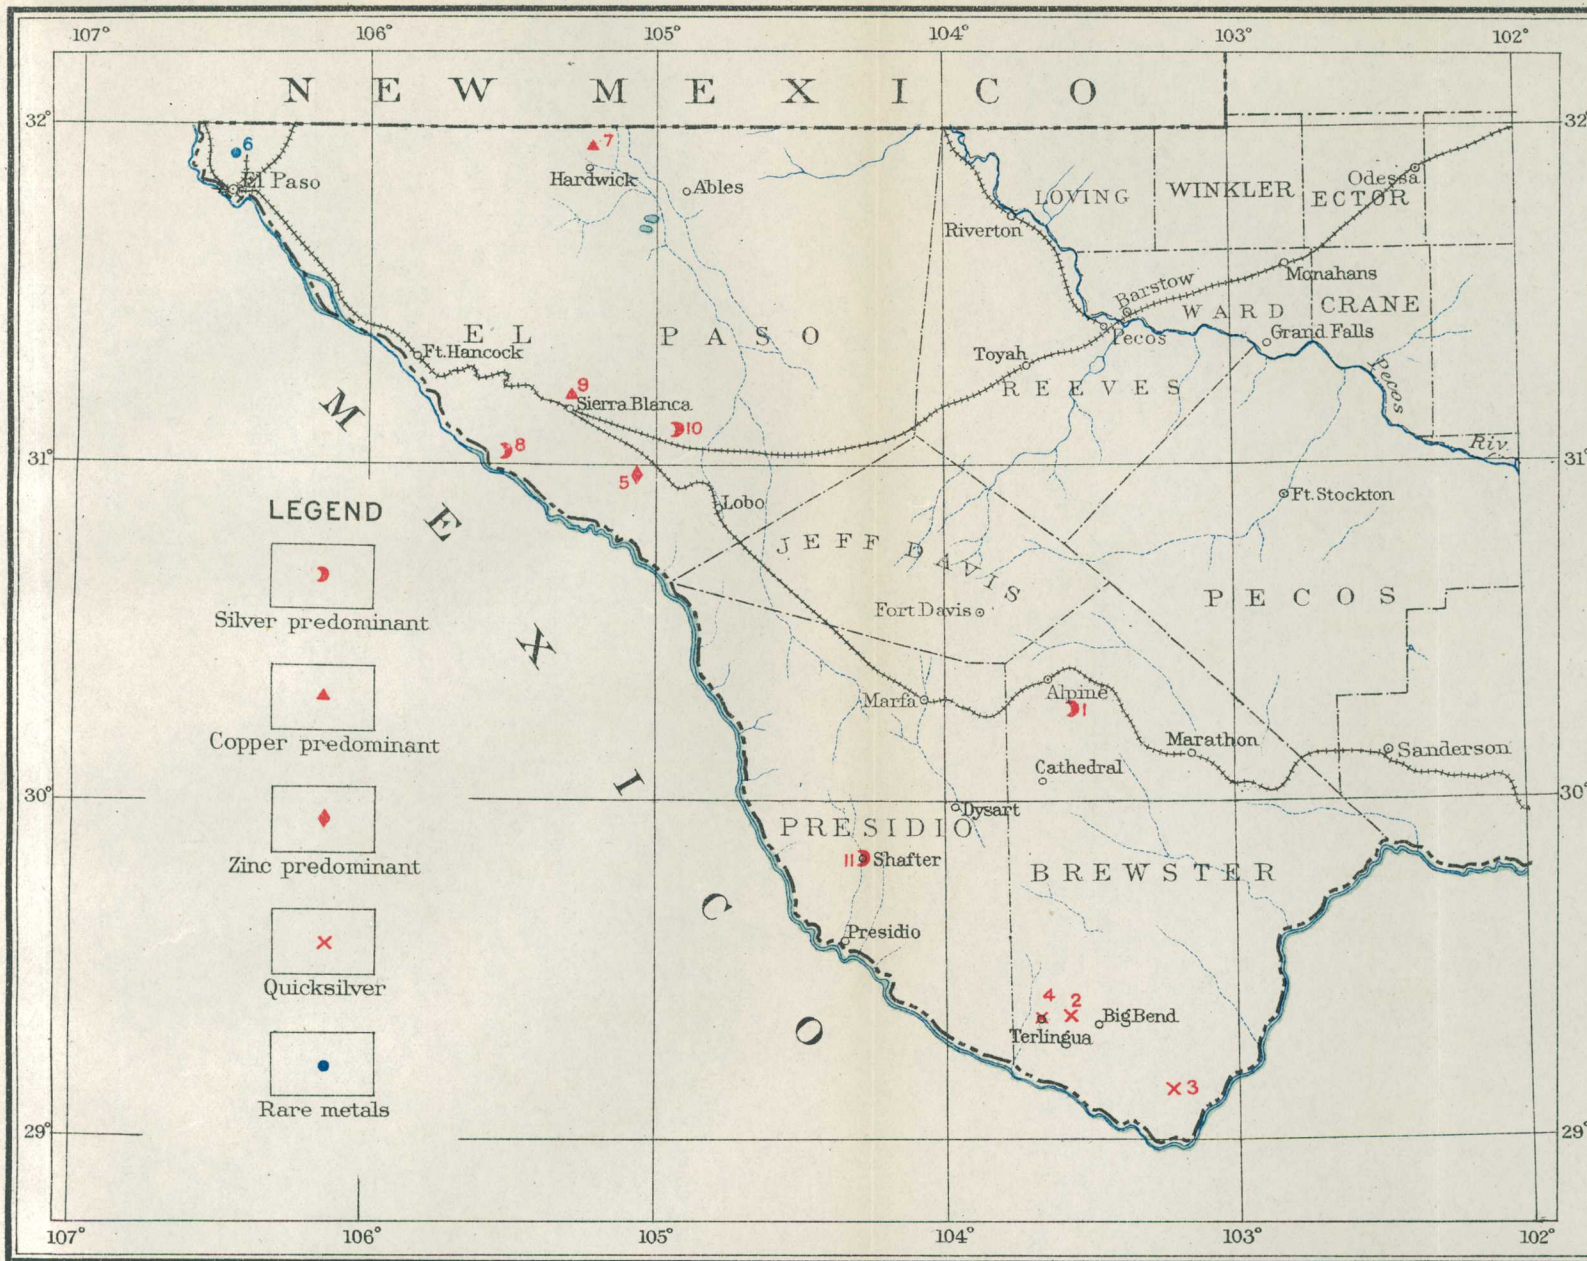 107° 106° 105° 104° 103° 102°
NEW MEXICO
32° 32°
6
El Paso
7
Hardwick
Ables
LOVING
WINKLER
Odessa
ECTOR
Riverton
Monahans
Barstow
WARD
CRANE
Grand Falls
Pecos
EL PASO
Ft. Hancock
Toyah
REEVES
Pecos
Riv.
9
Sierra Blanca
10
8
31° 31°
5
Lobo
Ft. Stockton
JEFF DAVIS
Fort Davis
PECOS
MEXICO
LEGEND
Silver predominant
Copper predominant
Zinc predominant
Quicksilver
Rare metals
Marfa
Alpine
1
Marathon
Sanderson
Cathedral
30° 30°
Dysart
PRESIDIO
11 Shafter
BREWSTER
Presidio
4 2
Big Bend
Terlingua
3
29° 29°
107° 106° 105° 104° 103° 102°